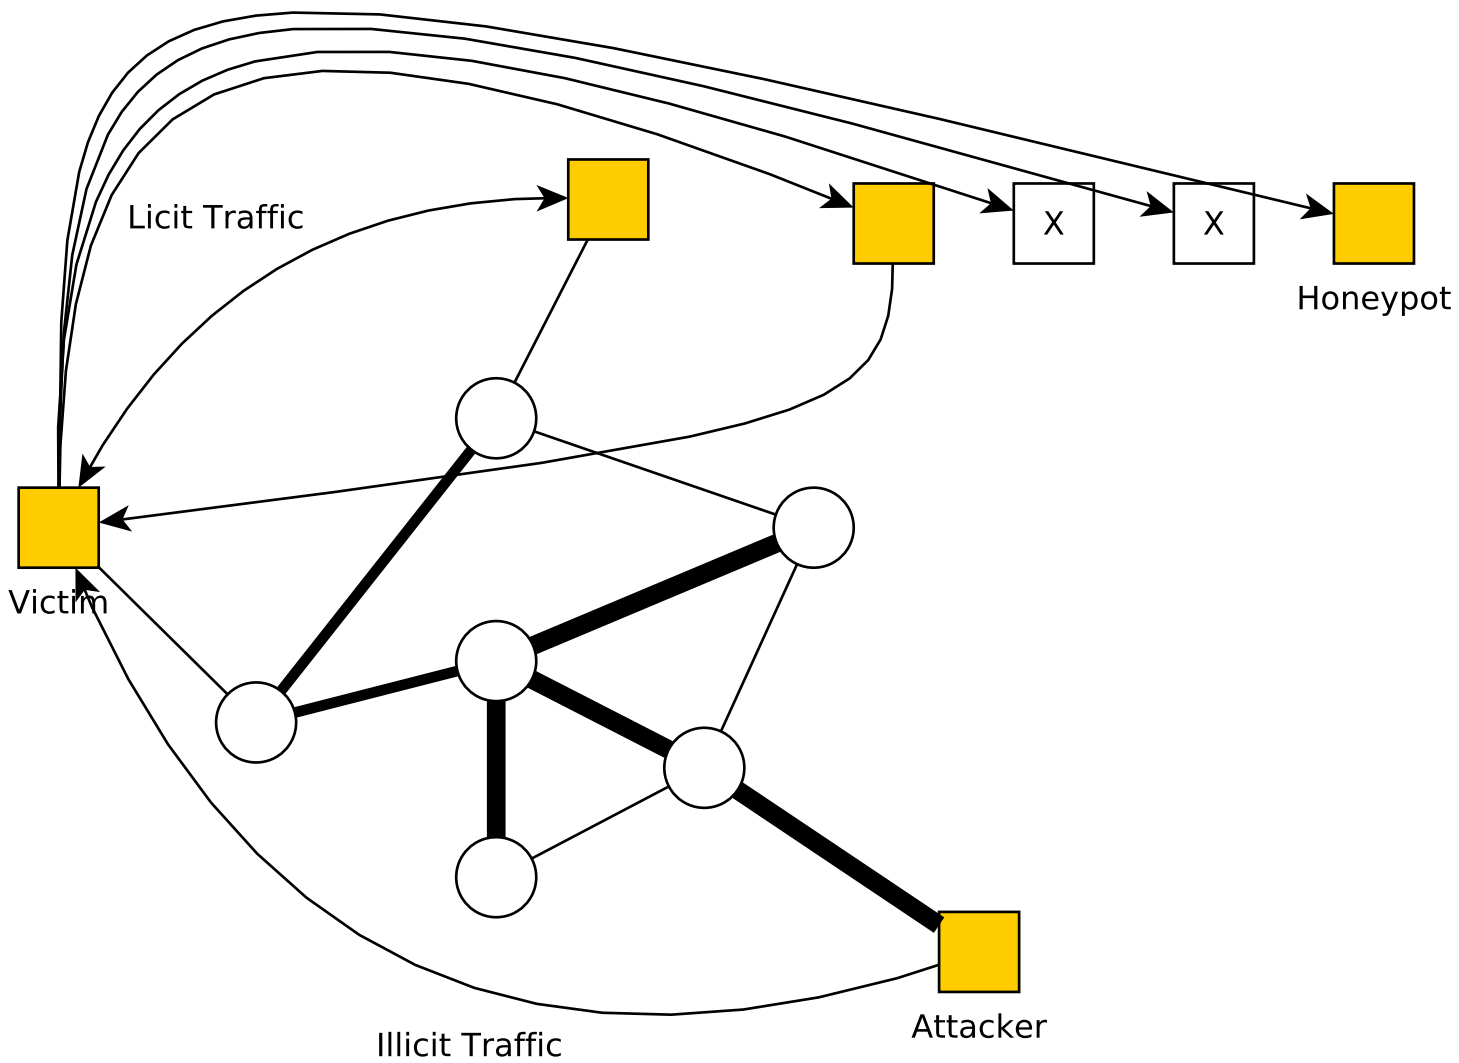 Licit Traffic
X
X
Honeypot
Victim
Attacker
Illicit Traffic